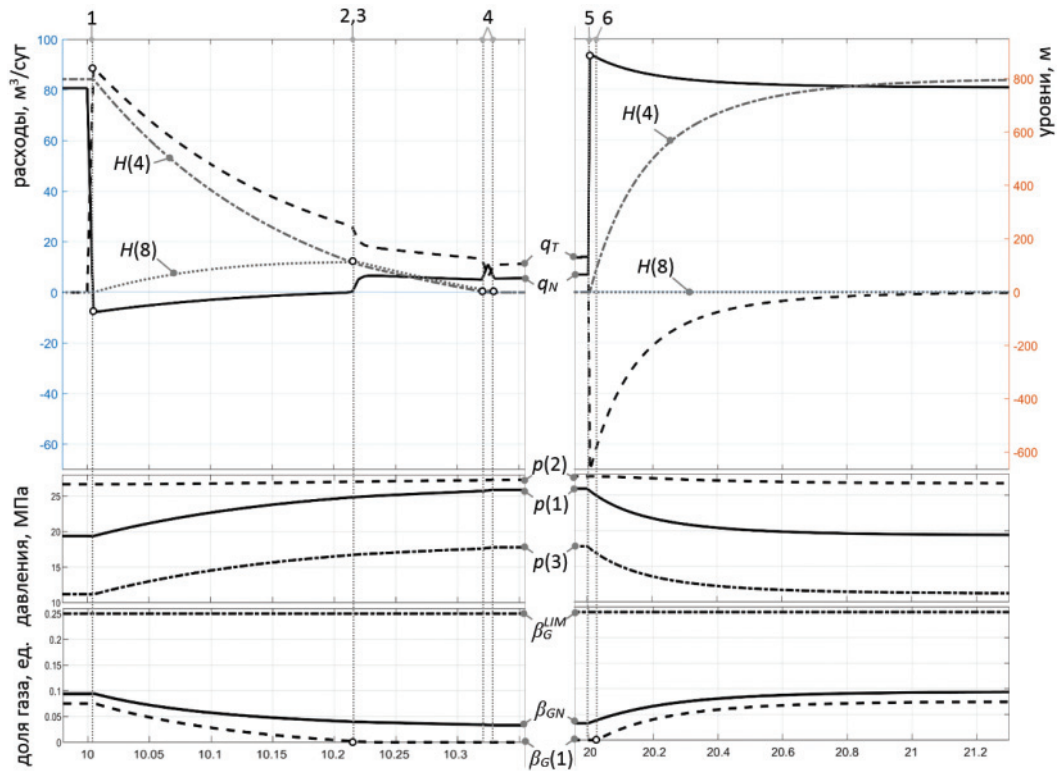 1 2,3 4 5 6
расходы, м³/сут
100
80
60
40
20
0
-20
-40
-60
H(4)
H(8)
q_T
q_N
H(4)
H(8)
уровни, м
800
600
400
200
0
-200
-400
-600
давления, МПа
25
20
15
10
p(2)
p(1)
p(3)
доля газа, ед.
0.25
0.2
0.15
0.1
0.05
0
β_G^LIM
β_GN
β_G(1)
10 10.05 10.1 10.15 10.2 10.25 10.3
20 20.2 20.4 20.6 20.8 21 21.2